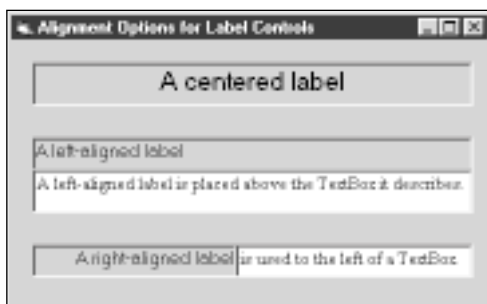 Alignment Options for Label Controls
A centered label
A left-aligned label
A left-aligned label is placed above the TextBox it describes.
A right-aligned label is used to the left of a TextBox